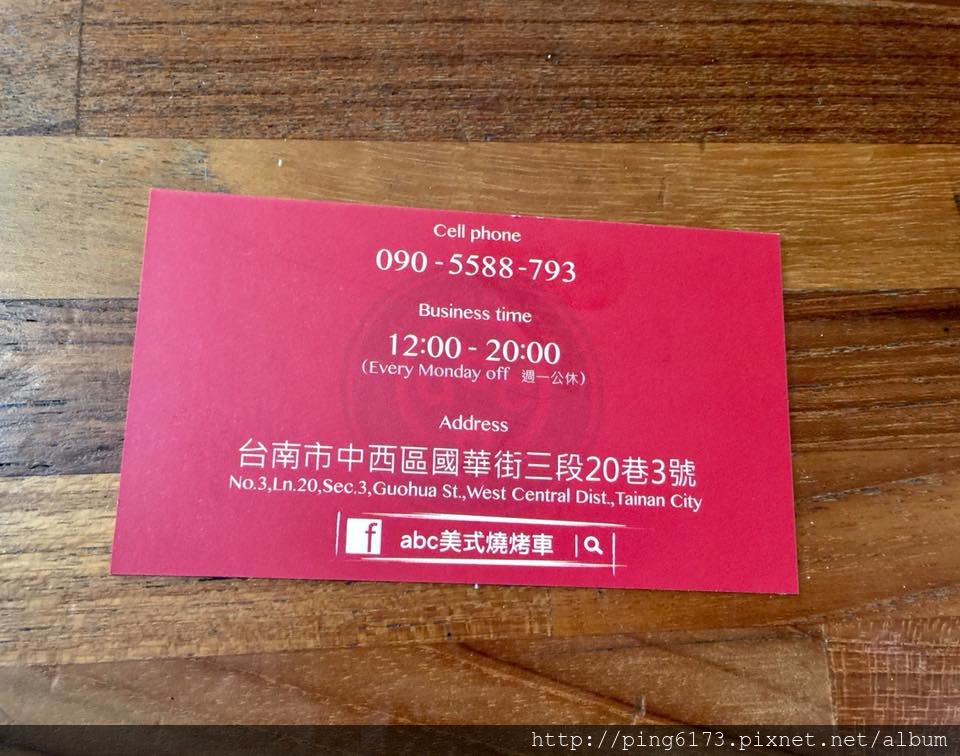 Cell phone
090-5588-793
Business time
12:00 - 20:00
(Every Monday off 週一公休)
Address
台南市中西區國華街三段20巷3號
No.3,Ln.20,Sec.3,Guohua St.,West Central Dist.,Tainan City
f abc美式燒烤車
http://ping6173.pixnet.net/album